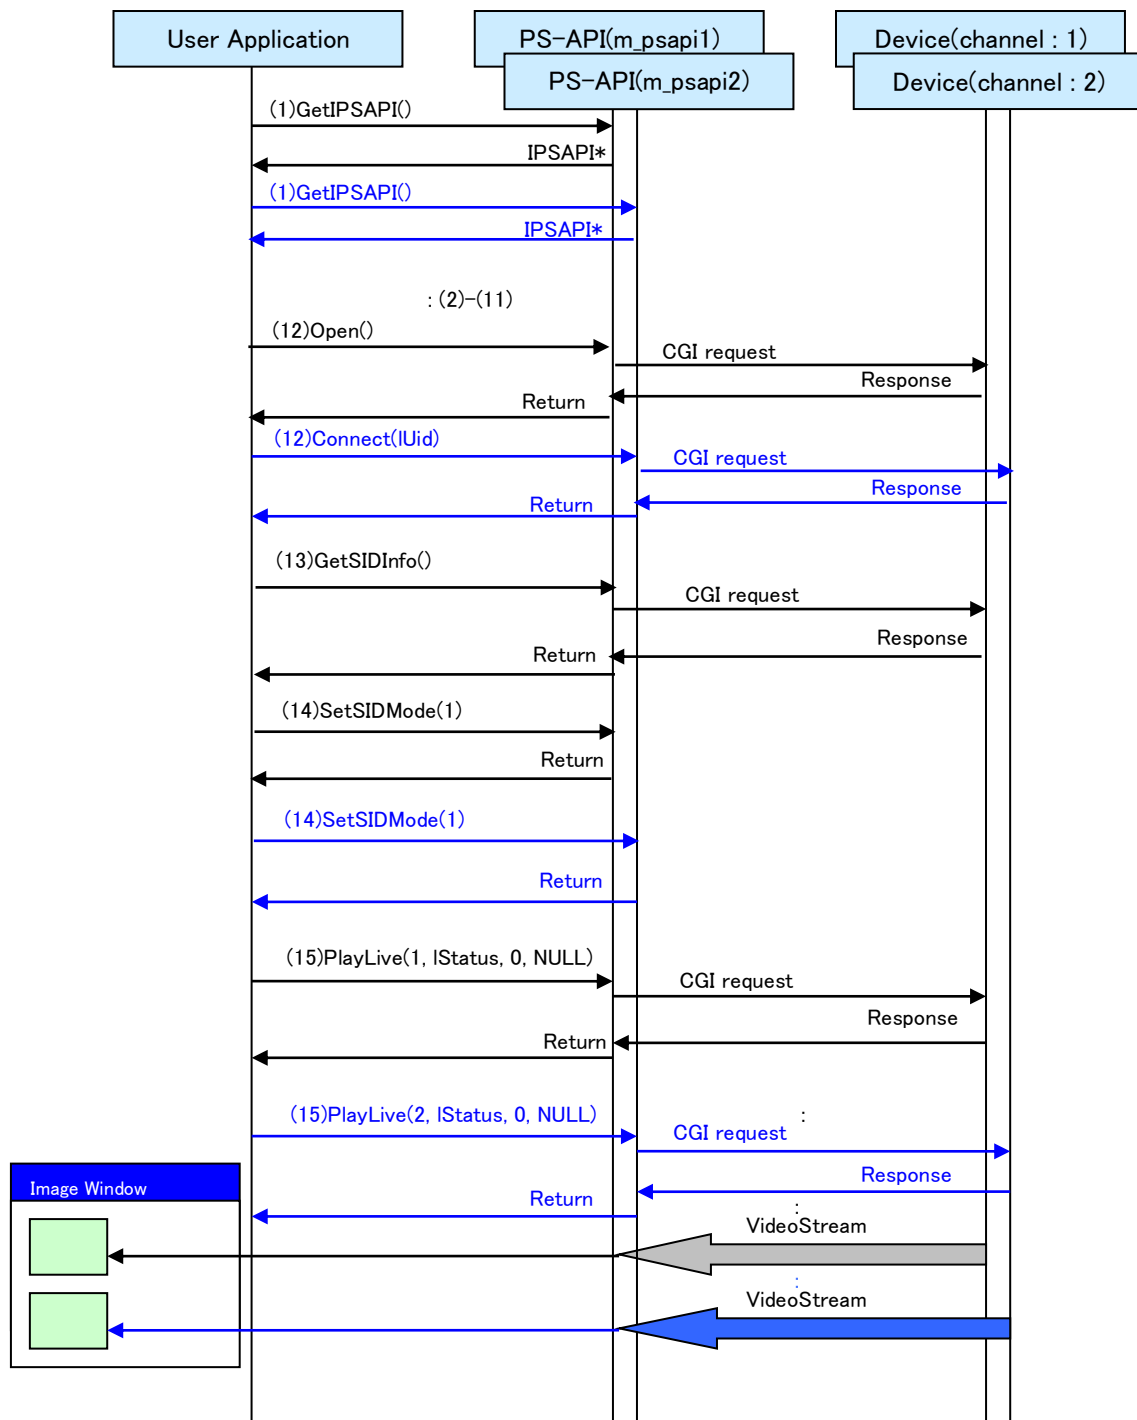 User Application
PS-API(m_psapi1)
Device(channel : 1)
PS-API(m_psapi2)
Device(channel : 2)
(1)GetIPSAPI()
IPSAPI*
(1)GetIPSAPI()
IPSAPI*
: (2)-(11)
(12)Open()
CGI request
Response
Return
(12)Connect(lUid)
CGI request
Response
Return
(13)GetSIDInfo()
CGI request
Response
Return
(14)SetSIDMode(1)
Return
(14)SetSIDMode(1)
Return
(15)PlayLive(1, lStatus, 0, NULL)
CGI request
Response
Return
(15)PlayLive(2, lStatus, 0, NULL)
:
CGI request
Response
Image Window
Return
:
VideoStream
:
VideoStream